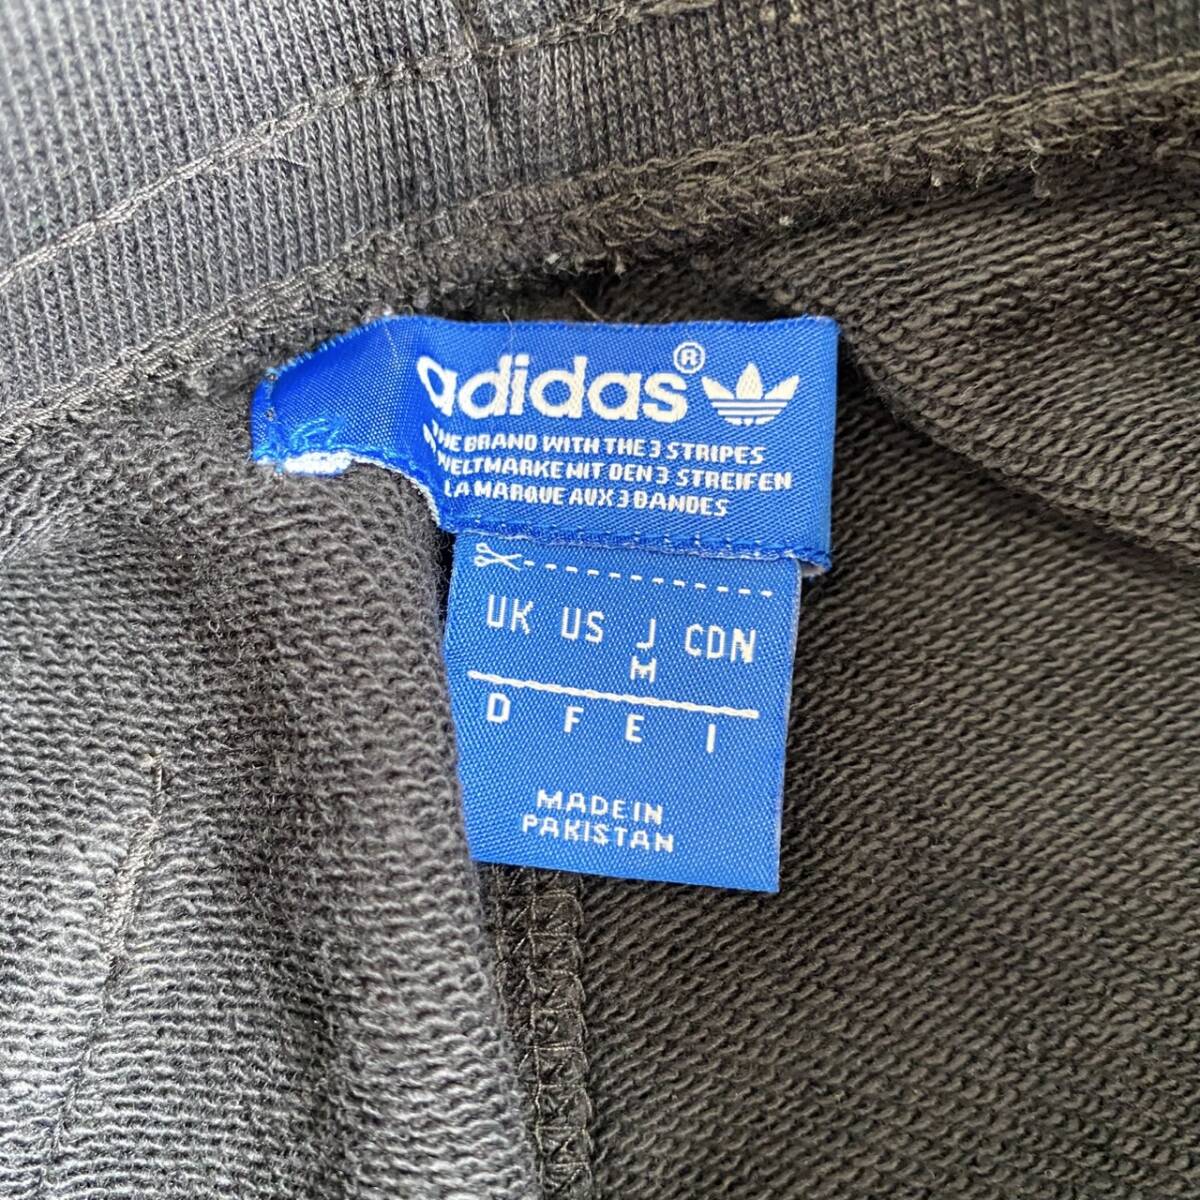 adidas®
THE BRAND WITH THE 3 STRIPES
WELTMARKE MIT DEN 3 STREIFEN
LA MARQUE AUX 3 BANDES
UK US J CDN
M
D F E I
MADE IN
PAKISTAN